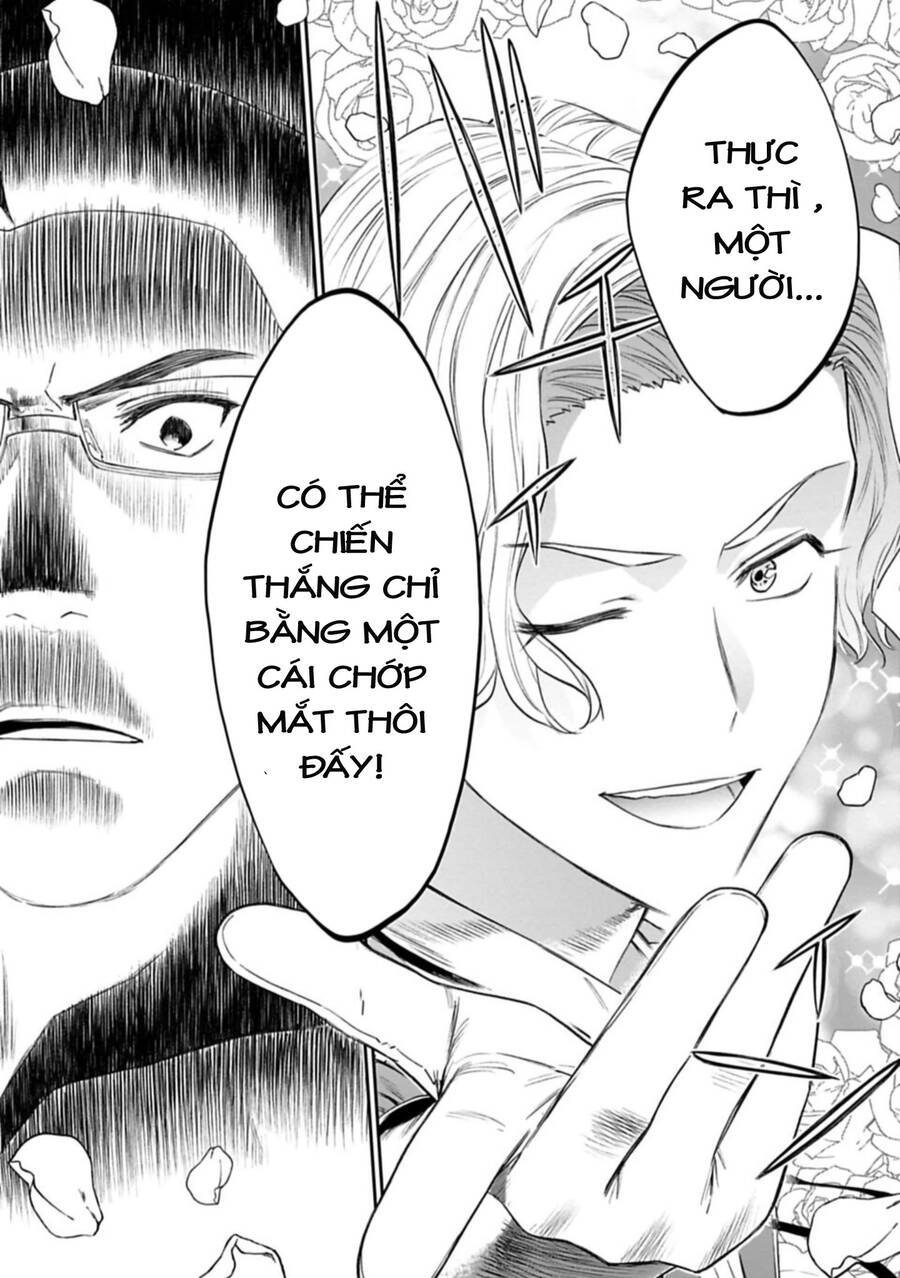 THỰC
RA THÌ ,
MỘT
NGƯỜI...
CÓ THỂ
CHIẾN
THẮNG CHỈ
BẰNG MỘT
CÁI CHỚP
MẮT THÔI
ĐẤY!